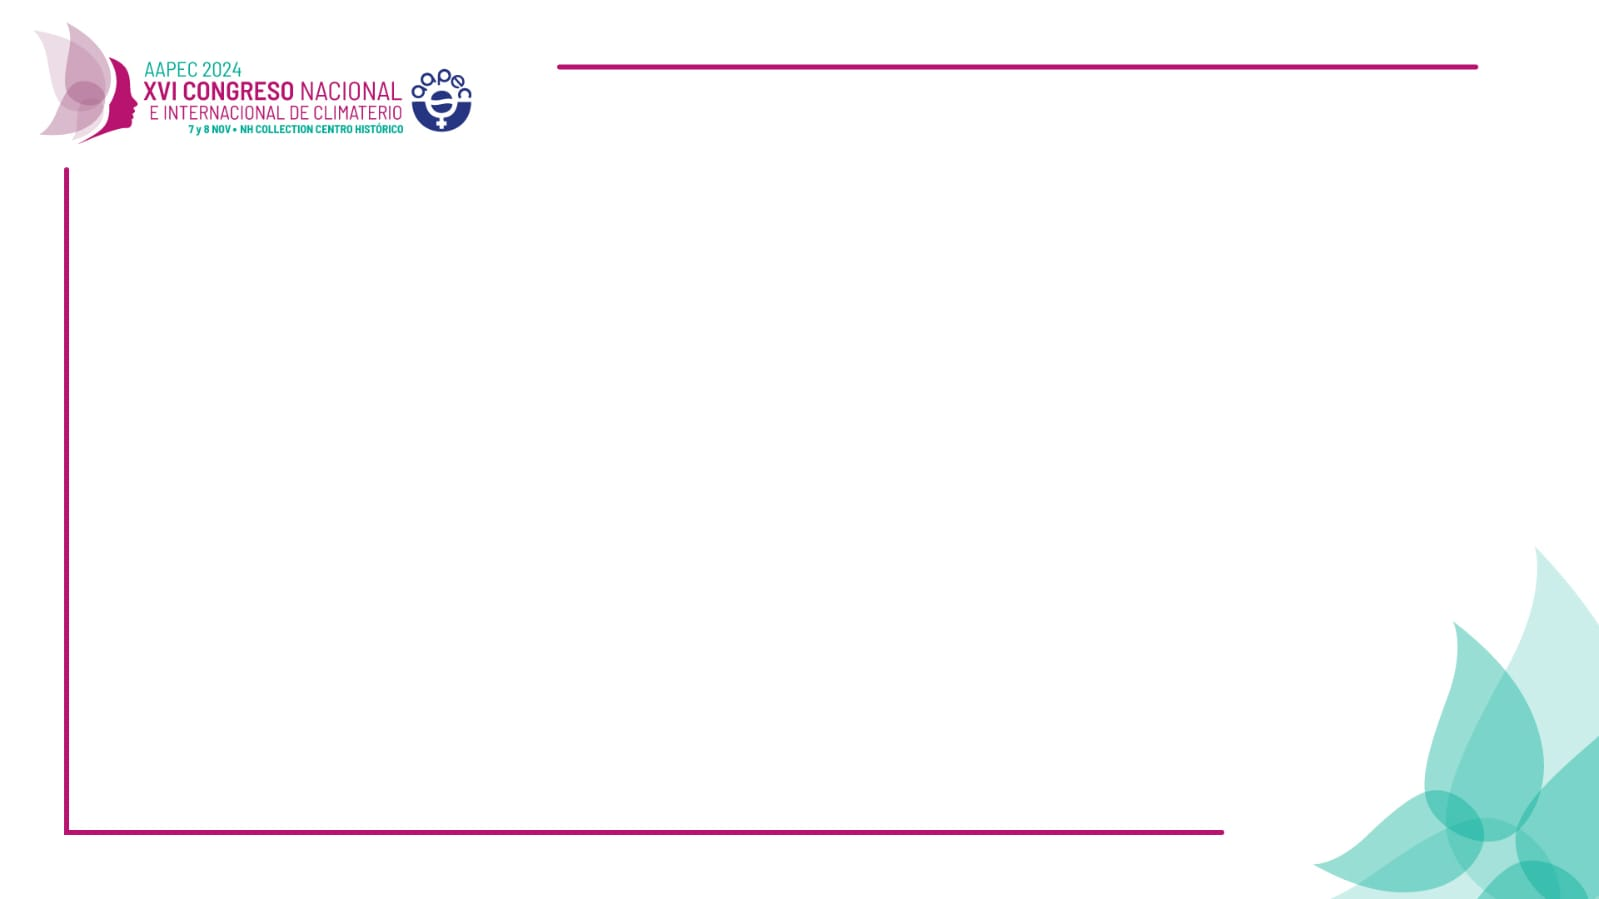 AAPEC 2024
XVI CONGRESO NACIONAL
E INTERNACIONAL DE CLIMATERIO
7 y 8 NOV • NH COLLECTION CENTRO HISTÓRICO
aapec